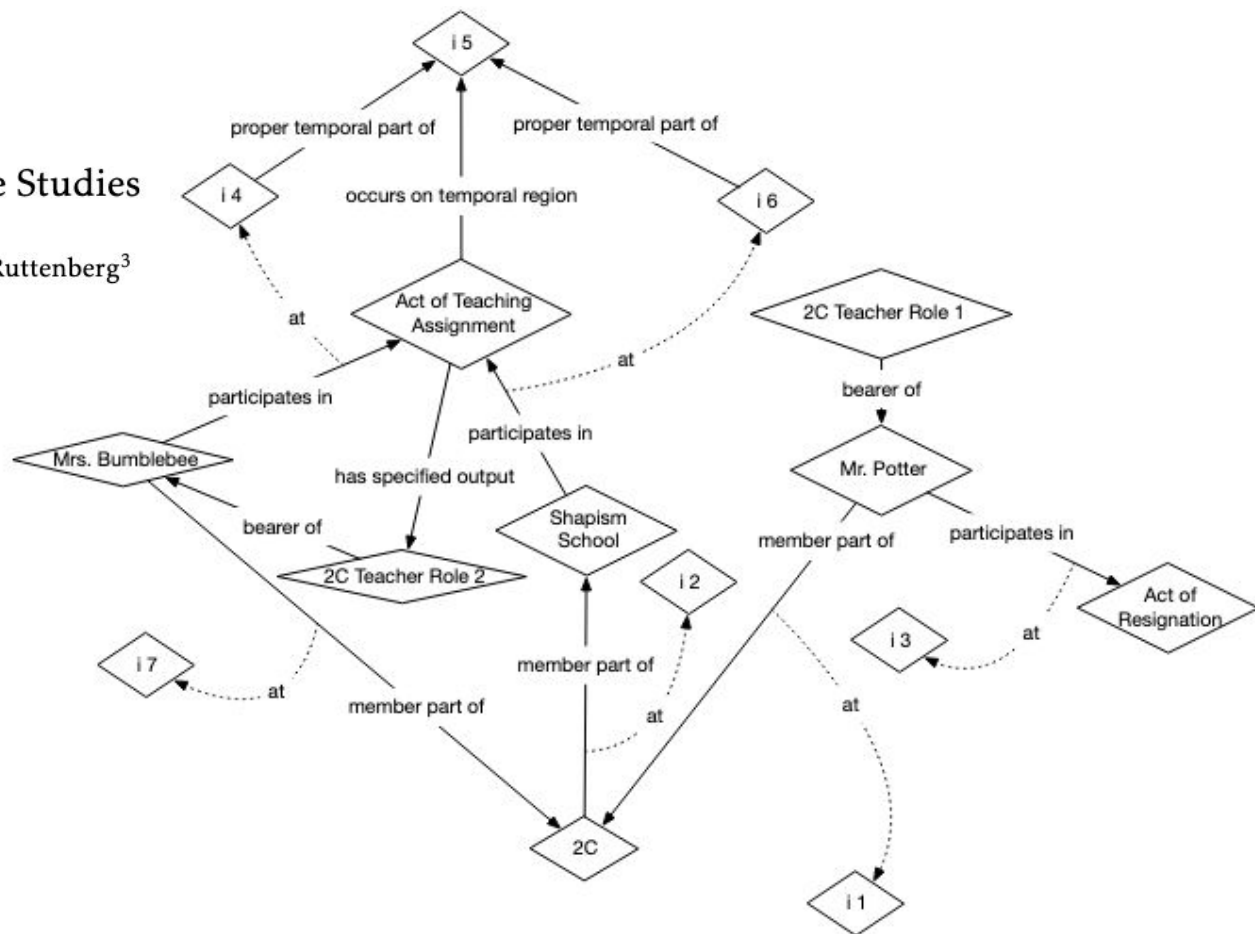 i 5
proper temporal part of
proper temporal part of
e Studies
i 4
occurs on temporal region
i 6
Ruttenberg³
Act of Teaching
Assignment
2C Teacher Role 1
at
at
bearer of
participates in
participates in
Mrs. Bumblebee
Mr. Potter
has specified output
bearer of
Shapism
School
member part of
participates in
2C Teacher Role 2
i 2
Act of
Resignation
i 3
at
i 7
member part of
at
member part of
at
at
2C
i 1